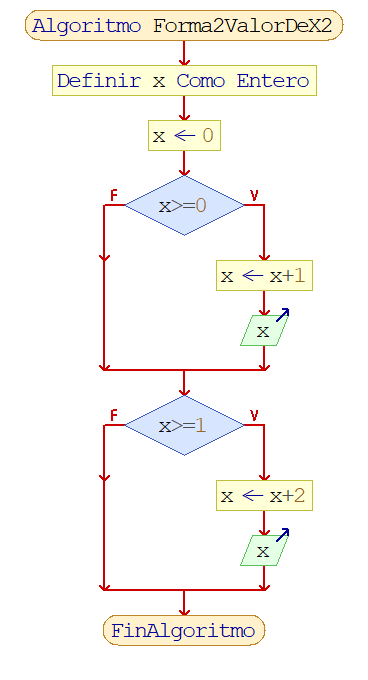 Algoritmo Forma2ValorDeX2
Definir x Como Entero
x ← 0
x>=0
F
V
x ← x+1
x
x>=1
F
V
x ← x+2
x
FinAlgoritmo